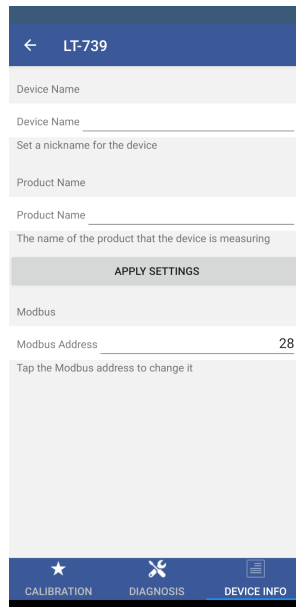 LT-739
Device Name
Device Name
Set a nickname for the device
Product Name
Product Name
The name of the product that the device is measuring
APPLY SETTINGS
Modbus
Modbus Address 28
Tap the Modbus address to change it
CALIBRATION DIAGNOSIS DEVICE INFO